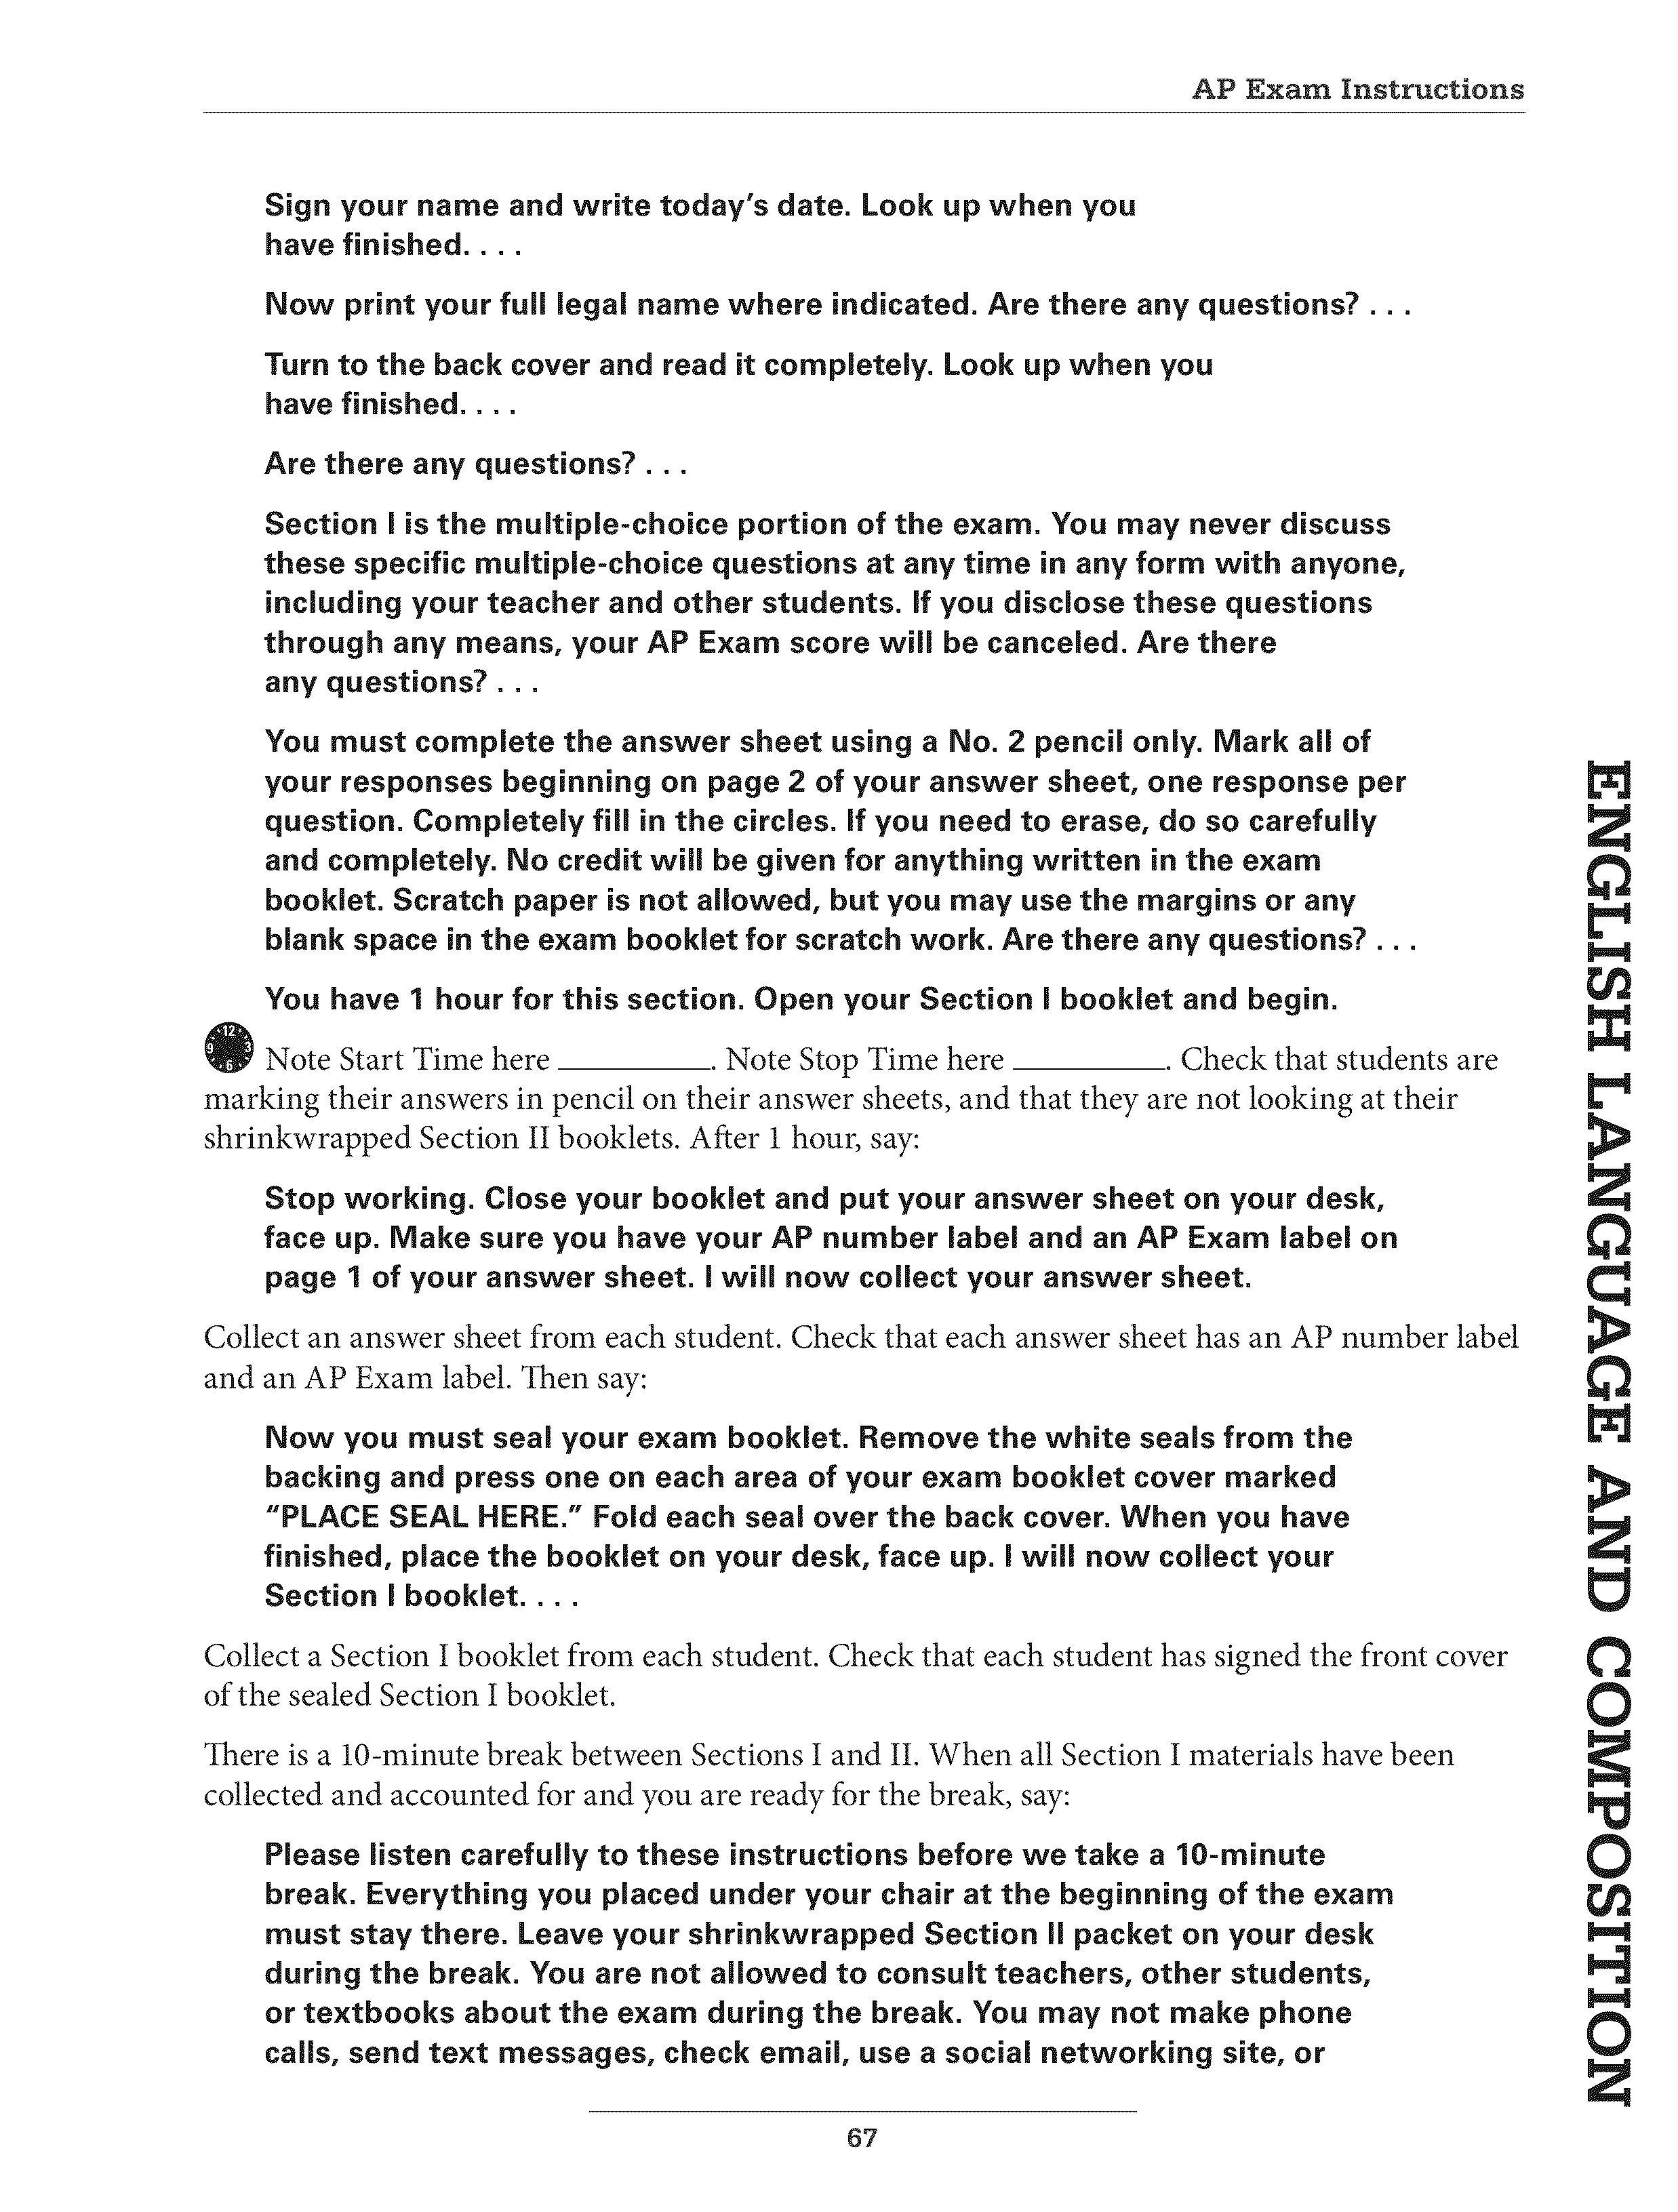 AP Exam Instructions
Sign your name and write today's date. Look up when you
have finished. . . .
Now print your full legal name where indicated. Are there any questions? . . .
Turn to the back cover and read it completely. Look up when you
have finished. . . .
Are there any questions? . . .
Section I is the multiple-choice portion of the exam. You may never discuss
these specific multiple-choice questions at any time in any form with anyone,
including your teacher and other students. If you disclose these questions
through any means, your AP Exam score will be canceled. Are there
any questions? . . .
You must complete the answer sheet using a No. 2 pencil only. Mark all of
your responses beginning on page 2 of your answer sheet, one response per
question. Completely fill in the circles. If you need to erase, do so carefully
and completely. No credit will be given for anything written in the exam
booklet. Scratch paper is not allowed, but you may use the margins or any
blank space in the exam booklet for scratch work. Are there any questions? . . .
You have 1 hour for this section. Open your Section I booklet and begin.
12
9 3
6
Note Start Time here __________. Note Stop Time here __________. Check that students are
marking their answers in pencil on their answer sheets, and that they are not looking at their
shrinkwrapped Section II booklets. After 1 hour, say:
Stop working. Close your booklet and put your answer sheet on your desk,
face up. Make sure you have your AP number label and an AP Exam label on
page 1 of your answer sheet. I will now collect your answer sheet.
Collect an answer sheet from each student. Check that each answer sheet has an AP number label
and an AP Exam label. Then say:
Now you must seal your exam booklet. Remove the white seals from the
backing and press one on each area of your exam booklet cover marked
"PLACE SEAL HERE." Fold each seal over the back cover. When you have
finished, place the booklet on your desk, face up. I will now collect your
Section I booklet. . . .
Collect a Section I booklet from each student. Check that each student has signed the front cover
of the sealed Section I booklet.
There is a 10-minute break between Sections I and II. When all Section I materials have been
collected and accounted for and you are ready for the break, say:
Please listen carefully to these instructions before we take a 10-minute
break. Everything you placed under your chair at the beginning of the exam
must stay there. Leave your shrinkwrapped Section II packet on your desk
during the break. You are not allowed to consult teachers, other students,
or textbooks about the exam during the break. You may not make phone
calls, send text messages, check email, use a social networking site, or
67
ENGLISH LANGUAGE AND COMPOSITION